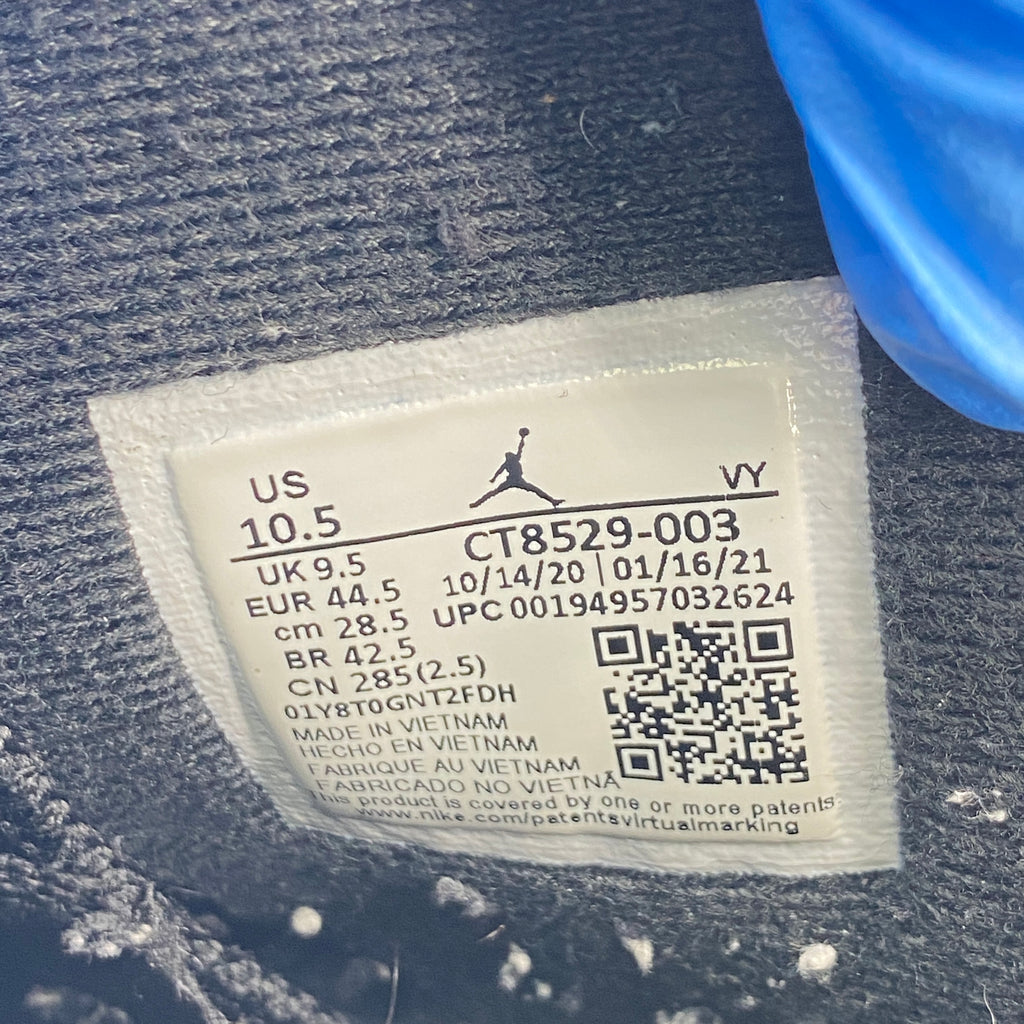 US
10.5
VY
UK 9.5
EUR 44.5
cm 28.5
BR 42.5
CN 285(2.5)
01Y8T0GNT2FDH
CT8529-003
10/14/20 | 01/16/21
UPC 00194957032624
MADE IN VIETNAM
HECHO EN VIETNAM
FABRIQUE AU VIETNAM
FABRICADO NO VIETNÃ
This product is covered by one or more patents:
www.nike.com/patentsvirtualmarking